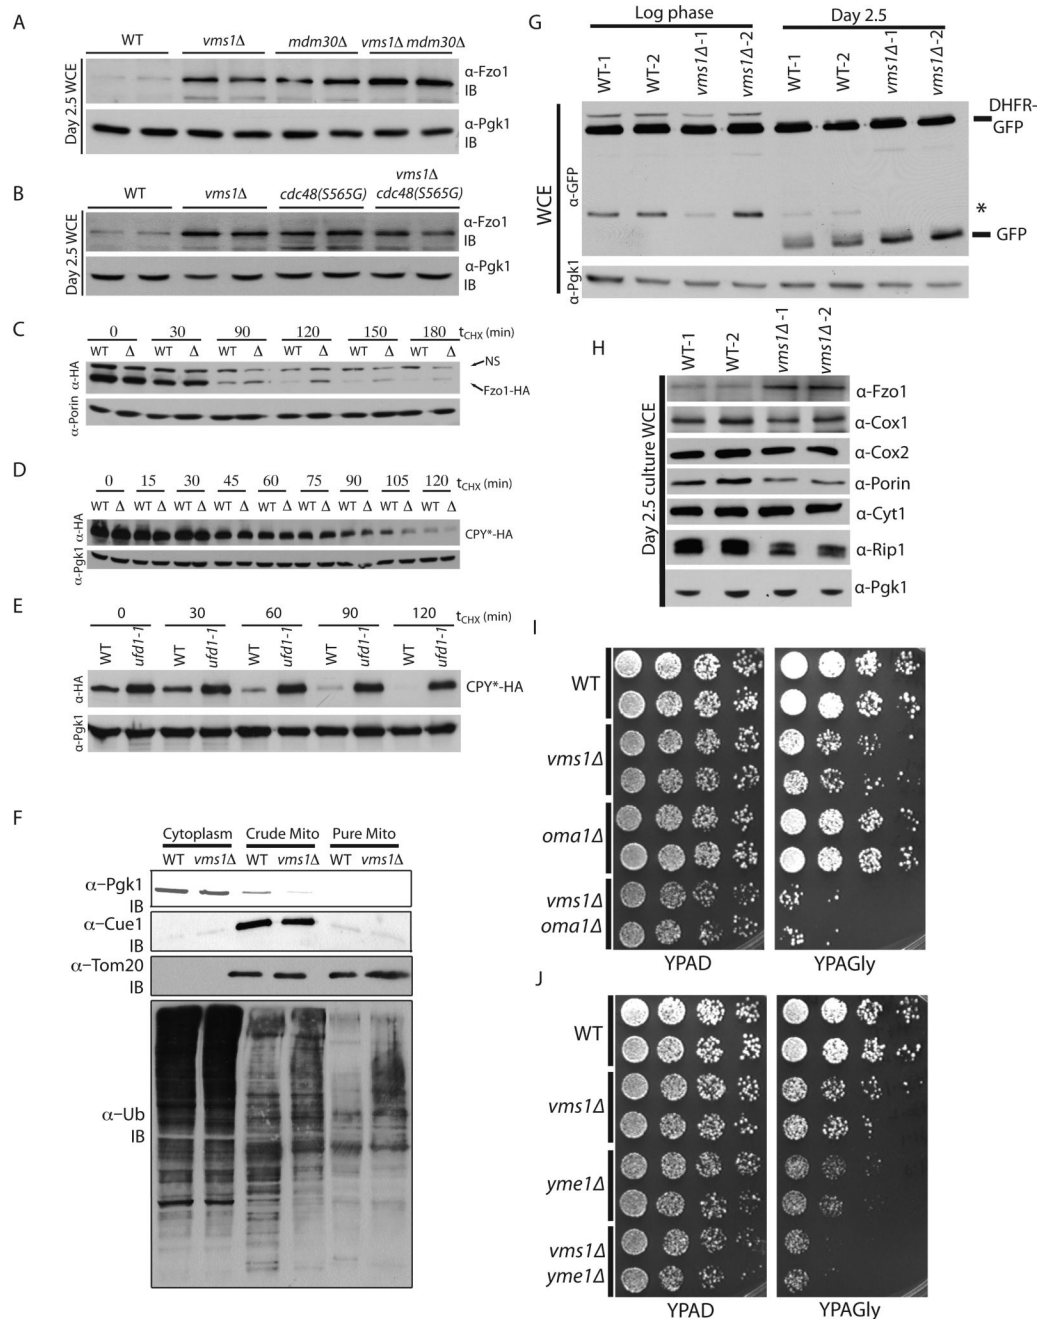 A
WT vms1Δ mdm30Δ vms1Δ mdm30Δ
Day 2.5 WCE
α-Fzo1
IB
α-Pgk1
IB
B
WT vms1Δ cdc48(S565G) vms1Δ
cdc48(S565G)
Day 2.5 WCE
α-Fzo1
IB
α-Pgk1
IB
C
0 30 90 120 150 180 tCHX (min)
WT Δ WT Δ WT Δ WT Δ WT Δ WT Δ
α-HA
NS
Fzo1-HA
α-Porin
D
0 15 30 45 60 75 90 105 120 tCHX (min)
WT Δ WT Δ WT Δ WT Δ WT Δ WT Δ WT Δ WT Δ WT Δ
α-HA
CPY*-HA
α-Pgk1
E
0 30 60 90 120 tCHX (min)
WT ufd1-1 WT ufd1-1 WT ufd1-1 WT ufd1-1 WT ufd1-1
α-HA
CPY*-HA
α-Pgk1
F
Cytoplasm Crude Mito Pure Mito
WT vms1Δ WT vms1Δ WT vms1Δ
α-Pgk1
IB
α-Cue1
IB
α-Tom20
IB
α-Ub
IB
G
Log phase Day 2.5
WT-1 WT-2 vms1Δ-1 vms1Δ-2 WT-1 WT-2 vms1Δ-1 vms1Δ-2
WCE
α-GFP
DHFR-
GFP
*
GFP
α-Pgk1
H
WT-1 WT-2 vms1Δ-1 vms1Δ-2
Day 2.5 culture WCE
α-Fzo1
α-Cox1
α-Cox2
α-Porin
α-Cyt1
α-Rip1
α-Pgk1
I
WT
vms1Δ
oma1Δ
vms1Δ
oma1Δ
YPAD YPAGly
J
WT
vms1Δ
yme1Δ
vms1Δ
yme1Δ
YPAD YPAGly